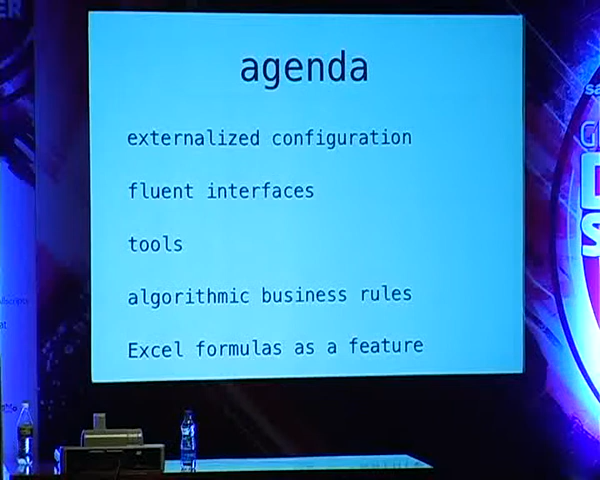 agenda
externalized configuration
fluent interfaces
tools
algorithmic business rules
Excel formulas as a feature